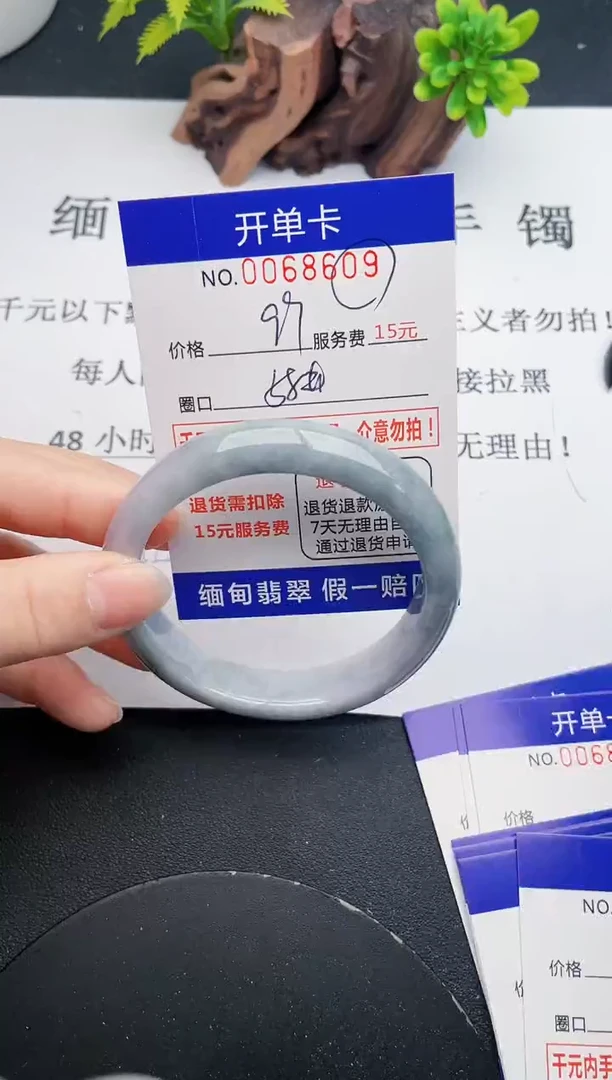 缅
手 镯
开单卡
NO.0068609
千元以下
主义者勿拍！
价格 97 服务费 15元
每人
接拉黑
圈口 58
介意勿拍！
48 小时
无理由！
退货需扣除
15元服务费
退货退款
7天无理由
通过退货申请
缅甸翡翠 假一赔
开单
NO.0068
价格
NO.
价格
圈口
千元内手